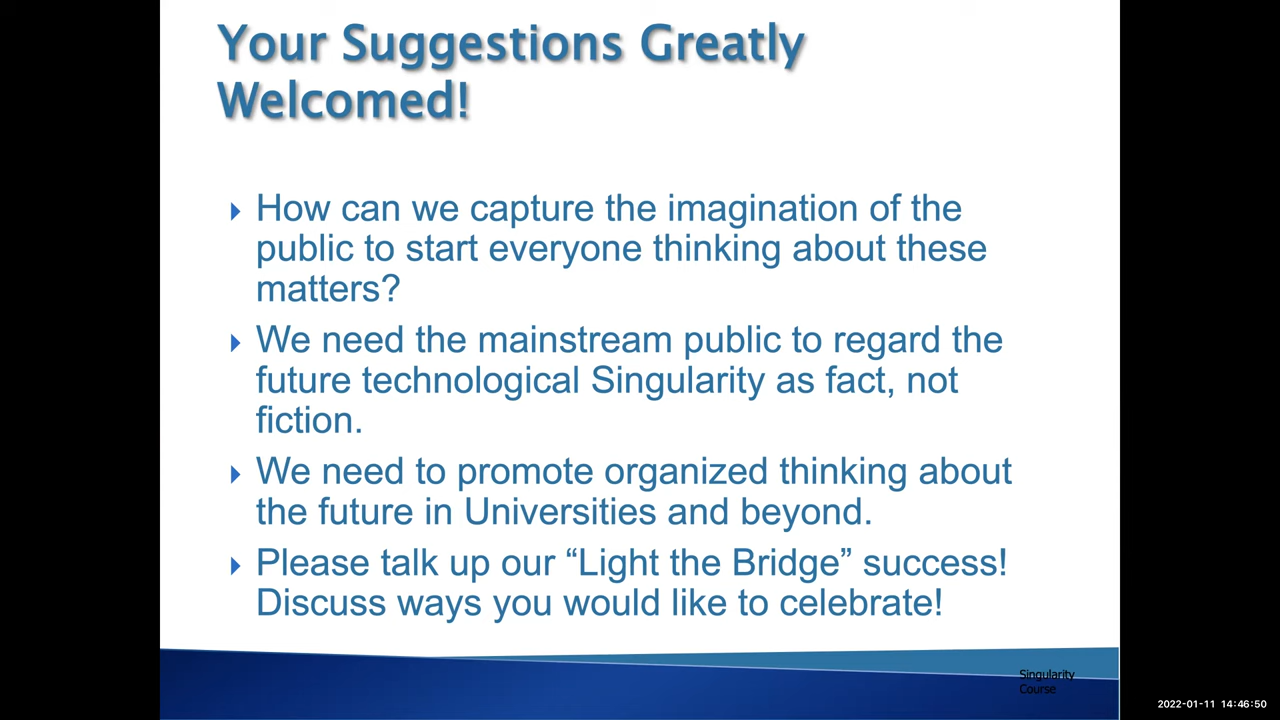 Your Suggestions Greatly
Welcomed!
How can we capture the imagination of the
public to start everyone thinking about these
matters?
We need the mainstream public to regard the
future technological Singularity as fact, not
fiction.
We need to promote organized thinking about
the future in Universities and beyond.
Please talk up our “Light the Bridge” success!
Discuss ways you would like to celebrate!
Singularity
Course
2022-01-11 14:46:50